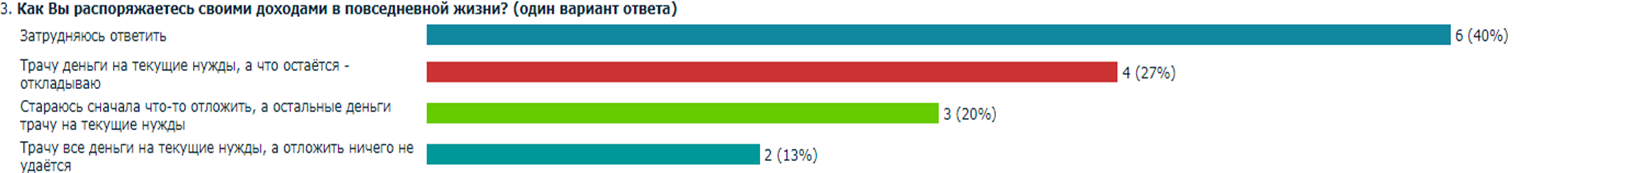 3. Как Вы распоряжаетесь своими доходами в повседневной жизни? (один вариант ответа)
Затрудняюсь ответить
6 (40%)
Трачу деньги на текущие нужды, а что остаётся -
откладываю
4 (27%)
Стараюсь сначала что-то отложить, а остальные деньги
трачу на текущие нужды
3 (20%)
Трачу все деньги на текущие нужды, а отложить ничего не
удаётся
2 (13%)